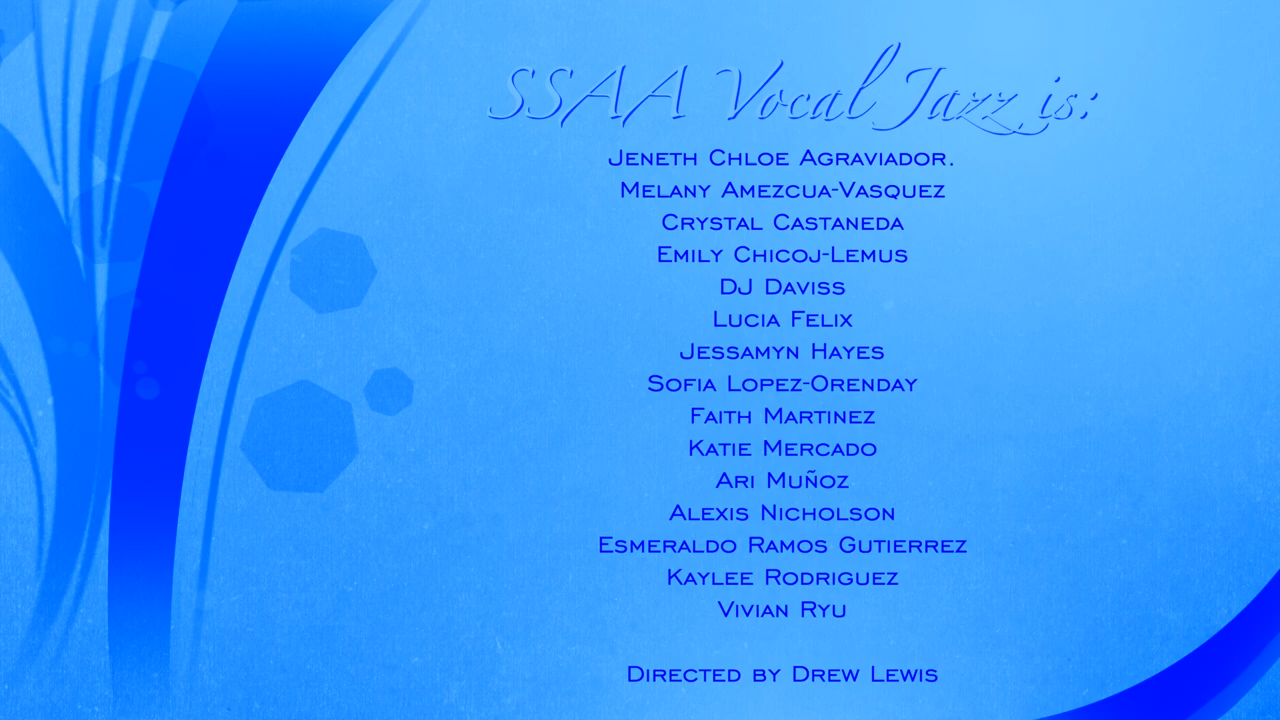 SSAA Vocal Jazz is:
Jeneth Chloe Agraviador.
Melany Amezcua-Vasquez
Crystal Castaneda
Emily Chicoj-Lemus
DJ Daviss
Lucia Felix
Jessamyn Hayes
Sofia Lopez-Orenday
Faith Martinez
Katie Mercado
Ari Muñoz
Alexis Nicholson
Esmeraldo Ramos Gutierrez
Kaylee Rodriguez
Vivian Ryu
Directed by Drew Lewis